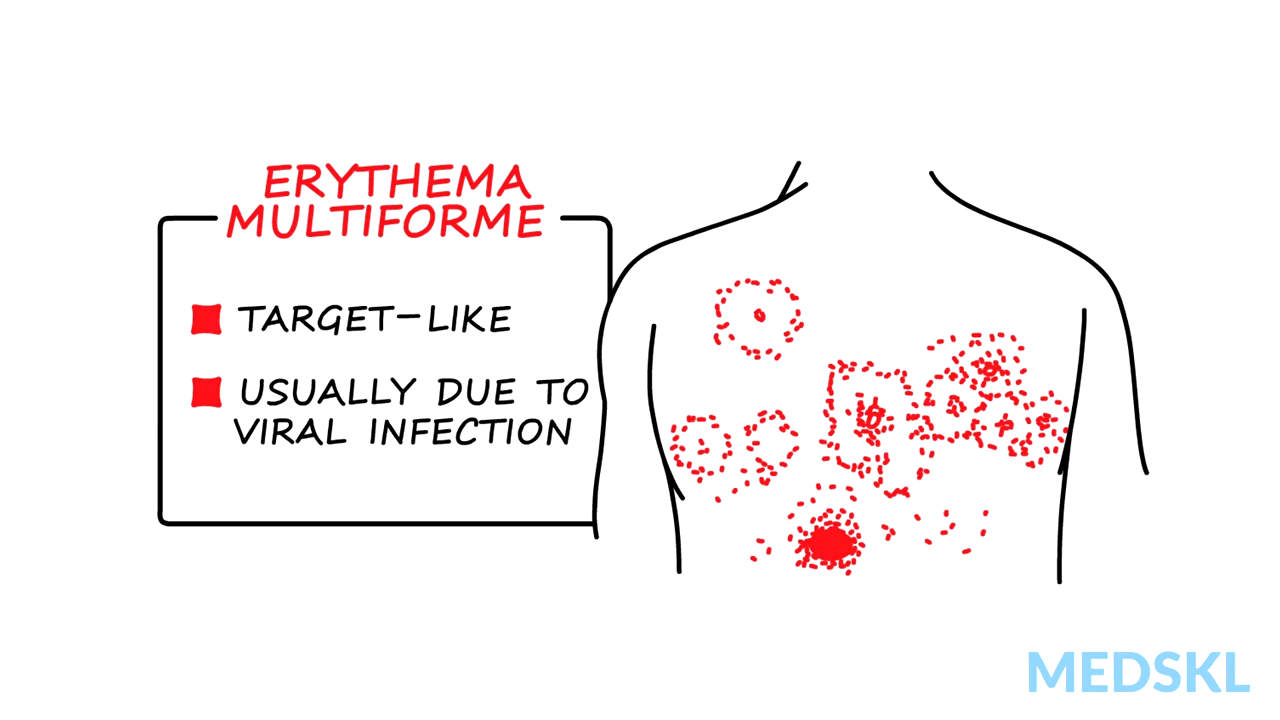 ERYTHEMA
MULTIFORME
TARGET-LIKE
USUALLY DUE TO
VIRAL INFECTION
MEDSKL